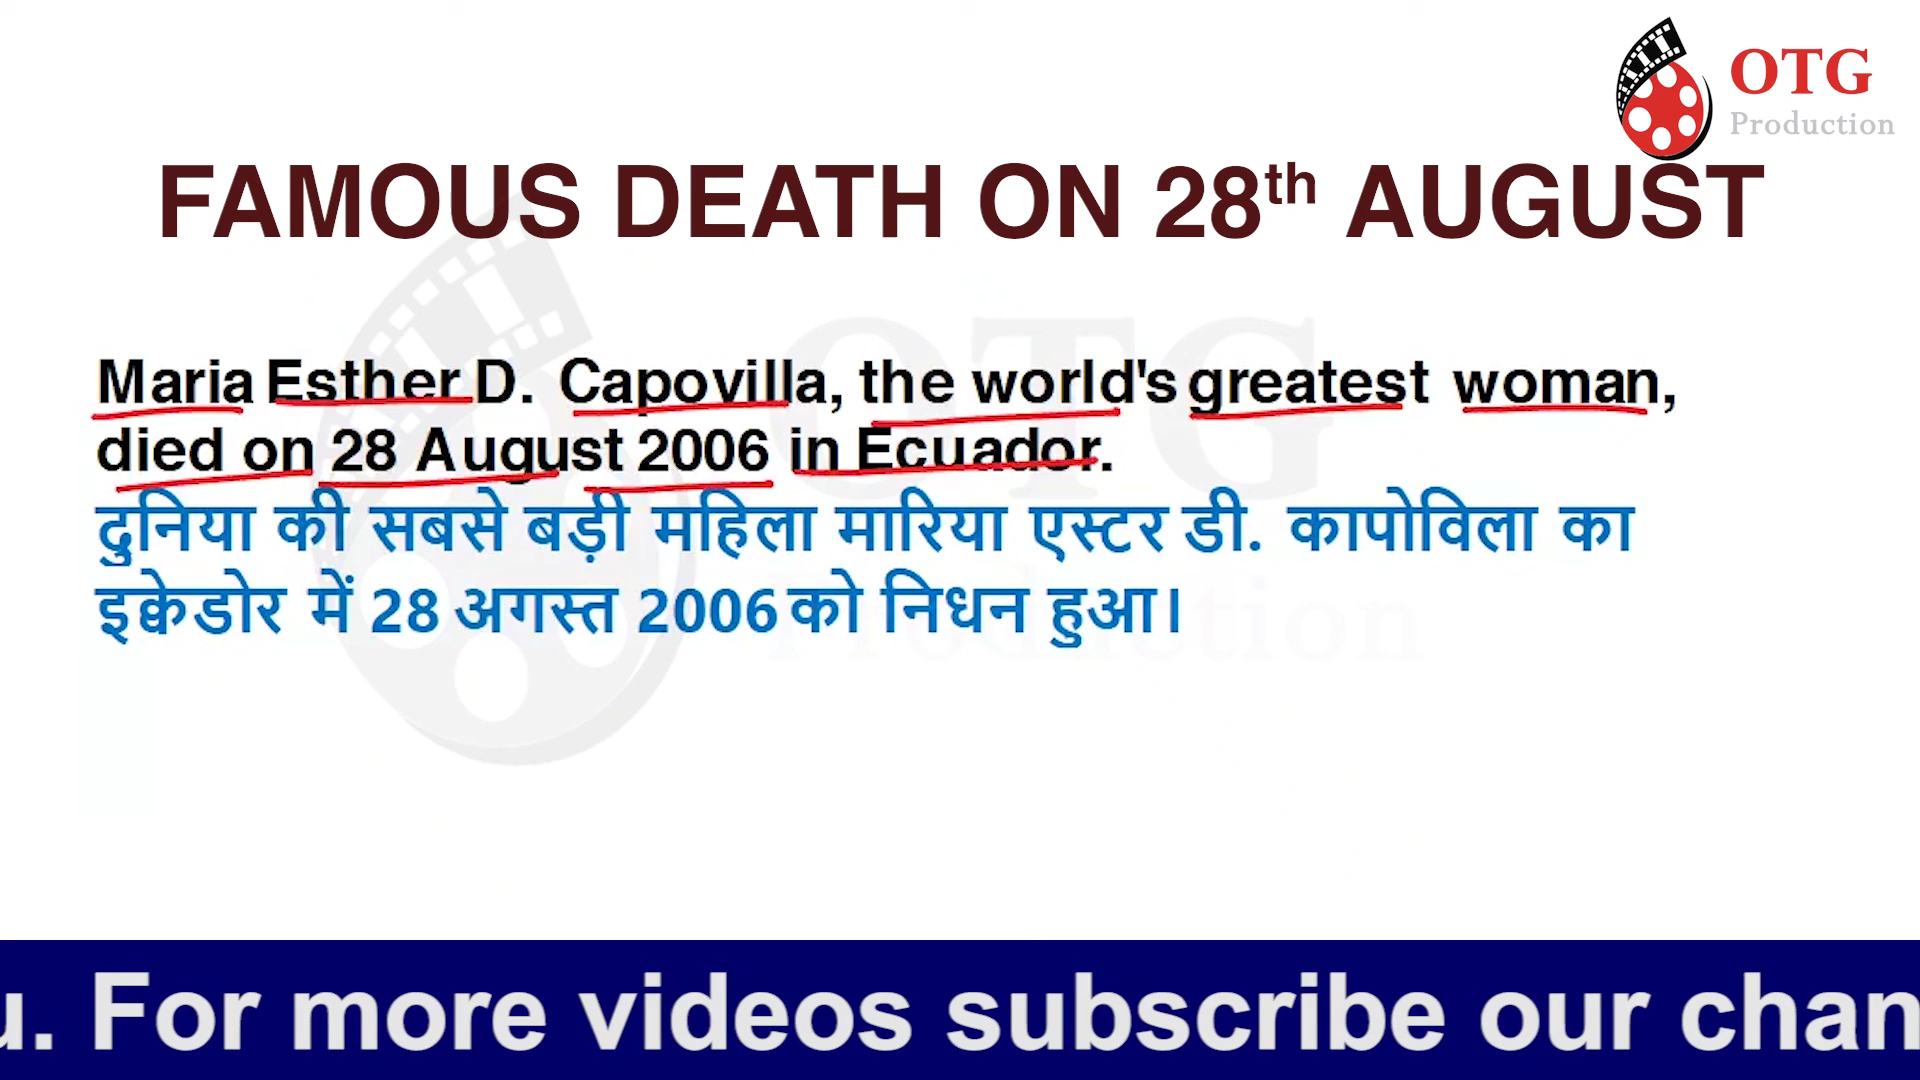 OTG
Production
FAMOUS DEATH ON 28th AUGUST
Maria Esther D. Capovilla, the world's greatest woman,
died on 28 August 2006 in Ecuador.
दुनिया की सबसे बड़ी महिला मारिया एस्टर डी. कापोविला का
इक्वेडोर में 28 अगस्त 2006 को निधन हुआ।
u. For more videos subscribe our chan